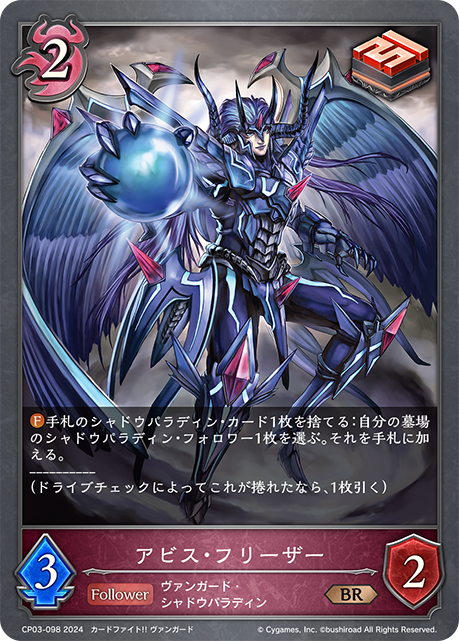 2
Ⓕ手札のシャドウパラディン・カード1枚を捨てる：自分の墓場
のシャドウパラディン・フォロワー1枚を選ぶ。それを手札に加
える。
----------
(ドライブチェックによってこれが捲れたなら、1枚引く)
アビス・フリーザー
3
Follower
ヴァンガード・
シャドウパラディン
BR
2
CP03-098 2024 カードファイト!! ヴァンガード
© Cygames, Inc. ©bushiroad All Rights Reserved.